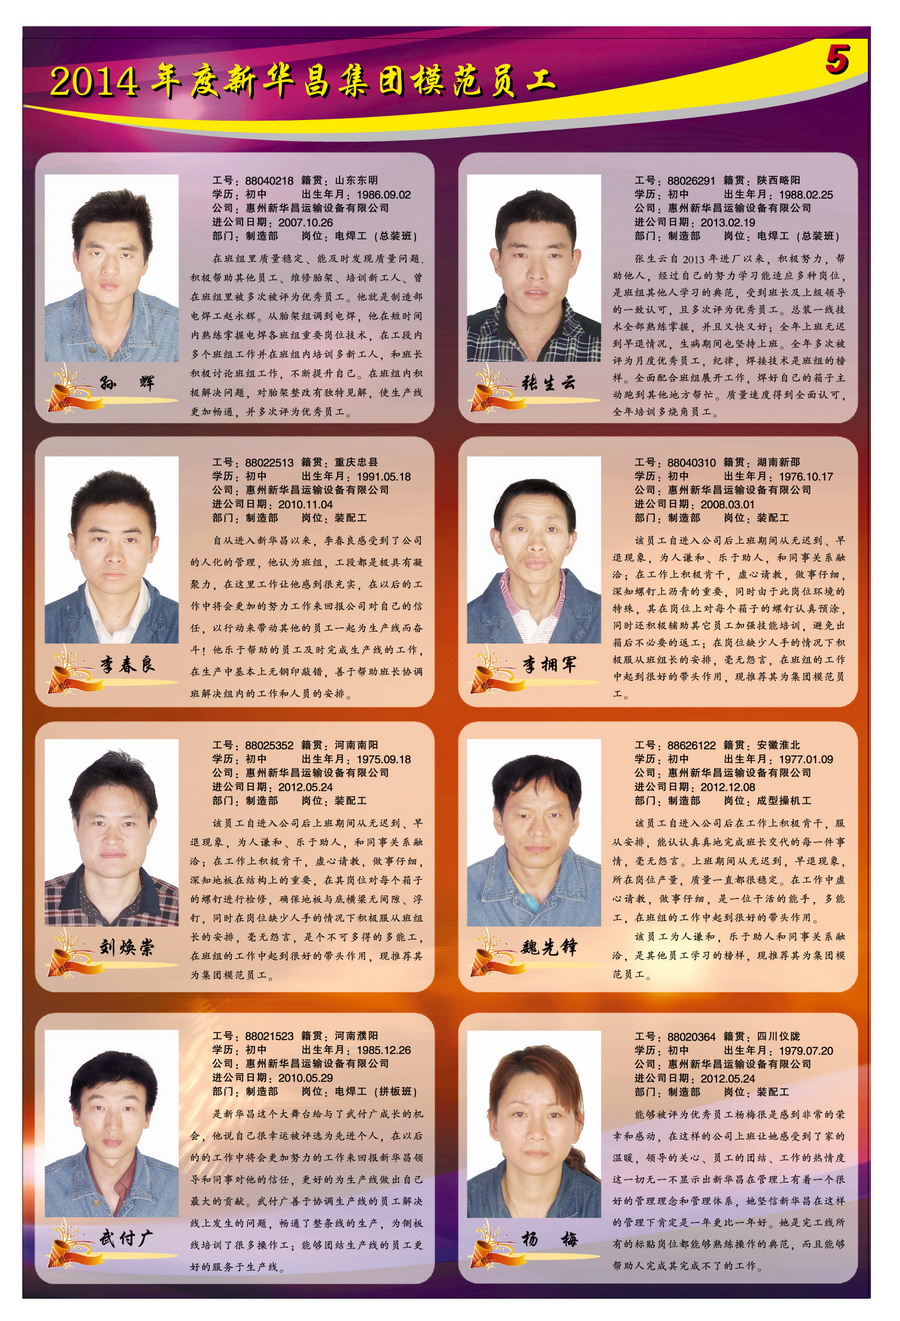 2014 年度新华昌集团模范员工
5
工号：88040218 籍贯：山东东明
学历：初中 出生年月：1986.09.02
公司：惠州新华昌运输设备有限公司
进公司日期：2007.10.26
部门：制造部 岗位：电焊工（总装班）
在班组里质量稳定、能及时发现质量问题.
积极帮助其他员工、维修胎架、培训新工人、曾
在班组里被多次被评为优秀员工。他就是制造部
电焊工赵永辉。从胎架组调到电焊，他在短时间
内熟练掌握电焊各班组重要岗位技术，在工段内
多个班组工作并在班组内培训多新工人，和班长
积极讨论班组工作，不断提升自己。在班组内积
极解决问题，对胎架整改有独特见解，使生产线
更加畅通，并多次评为优秀员工。
孙 辉
工号：88026291 籍贯：陕西略阳
学历：初中 出生年月：1988.02.25
公司：惠州新华昌运输设备有限公司
进公司日期：2013.02.19
部门：制造部 岗位：电焊工（总装班）
张生云自 2013 年进厂以来，积极努力，帮
助他人，经过自己的努力学习能适应多种岗位，
是班组其他人学习的典范，受到班长及上级领导
的一致认可，且多次评为优秀员工。总装一线技
术全部熟练掌握，并且又快又好；全年上班无迟
到早退情况，生病期间也坚持上班。全年多次被
评为月度优秀员工，纪律，焊接技术是班组的榜
样。全面配合班组展开工作，焊好自己的箱子主
动跑到其他地方帮忙。质量速度得到全面认可，
全年培训多烧角员工。
张生云
工号：88022513 籍贯：重庆忠县
学历：初中 出生年月：1991.05.18
公司：惠州新华昌运输设备有限公司
进公司日期：2010.11.04
部门：制造部 岗位：装配工
自从进入新华昌以来，李春良感受到了公司
的人化的管理，他认为班组，工段都是极具有凝
聚力，在这里工作让他感到很充实，在以后的工
作中将会更加的努力工作来回报公司对自己的信
任，以行动来带动其他的员工一起为生产线而奋
斗！他乐于帮助的员工及时完成生产线的工作，
在生产中基本上无钢印敲错，善于帮助班长协调
班解决组内的工作和人员的安排。
李春良
工号：88040310 籍贯：湖南新邵
学历：初中 出生年月：1976.10.17
公司：惠州新华昌运输设备有限公司
进公司日期：2008.03.01
部门：制造部 岗位：装配工
该员工自进入公司后上班期间从无迟到、早
退现象，为人谦和、乐于助人，和同事关系融
洽；在工作上积极肯干，虚心请教，做事仔细，
深知螺钉上沥青的重要，同时由于此岗位环境的
特殊，其在岗位上对每个箱子的螺钉认具预涂，
同时还积极辅助其它员工加强技能培训，避免出
箱后不必要的返工；在岗位缺少人手的情况下积
极服从班组长的安排，毫无怨言，在班组的工作
中起到很好的带头作用，现推荐其为集团模范员
工。
李拥军
工号：88025352 籍贯：河南南阳
学历：初中 出生年月：1975.09.18
公司：惠州新华昌运输设备有限公司
进公司日期：2012.05.24
部门：制造部 岗位：装配工
该员工自进入公司后上班期间从无迟到、早
退现象，为人谦和、乐于助人，和同事关系融
洽；在工作上积极肯干，虚心请教，做事仔细，
深知地板在结构上的重要，在其岗位对每个箱子
的螺钉进行检修，确保地板与底横梁无间隙、浮
钉，同时在岗位缺少人手的情况下积极服从班组
长的安排，毫无怨言，是个不可多得的多能工，
在班组的工作中起到很好的带头作用，现推荐其
为集团模范员工。
刘焕崇
工号：88626122 籍贯：安徽淮北
学历：初中 出生年月：1977.01.09
公司：惠州新华昌运输设备有限公司
进公司日期：2012.12.08
部门：制造部 岗位：成型操机工
该员工自进入公司后在工作上积极肯干，服
从安排，能认认真真地完成班长交代的每一件事
情，毫无怨言。上班期间从无迟到，早退现象，
所在岗位产量，质量一直都很稳定。在工作中虚
心请教，做事仔细，是一位干活的能手，多能
工，在班组的工作中起到很好的带头作用。
该员工为人谦和，乐于助人和同事关系融
洽，是其他员工学习的榜样，现推荐其为集团模
范员工。
魏先锋
工号：88021523 籍贯：河南濮阳
学历：初中 出生年月：1985.12.26
公司：惠州新华昌运输设备有限公司
进公司日期：2010.05.29
部门：制造部 岗位：电焊工（拼板班）
是新华昌这个大舞台给与了武付广成长的机
会，他说自己很幸运被评选为先进个人，在以后
的的工作中将会更加努力的工作来回报新华昌领
导和同事对他的信任，更好的为生产线做出自己
最大的贡献。武付广善于协调生产线的员工解决
线上发生的问题，畅通了整条线的生产，为侧板
线培训了很多操作工；能够团结生产线的员工更
好的服务于生产线。
武付广
工号：88020364 籍贯：四川仪陇
学历：初中 出生年月：1979.07.20
公司：惠州新华昌运输设备有限公司
进公司日期：2012.05.24
部门：制造部 岗位：装配工
能够被评为优秀员工杨梅很是感到非常的荣
幸和感动，在这样的公司上班让她感受到了家的
温暖，领导的关心、员工的团结、工作的热情度
这一切无一不显示出新华昌在管理上有着一个很
好的管理理念和管理体系，她坚信新华昌在这样
的管理下肯定是一年更比一年好。她是完工线所
有的标贴岗位都能够熟练操作的典范，而且能够
帮助人完成其完成不了的工作。
杨 梅